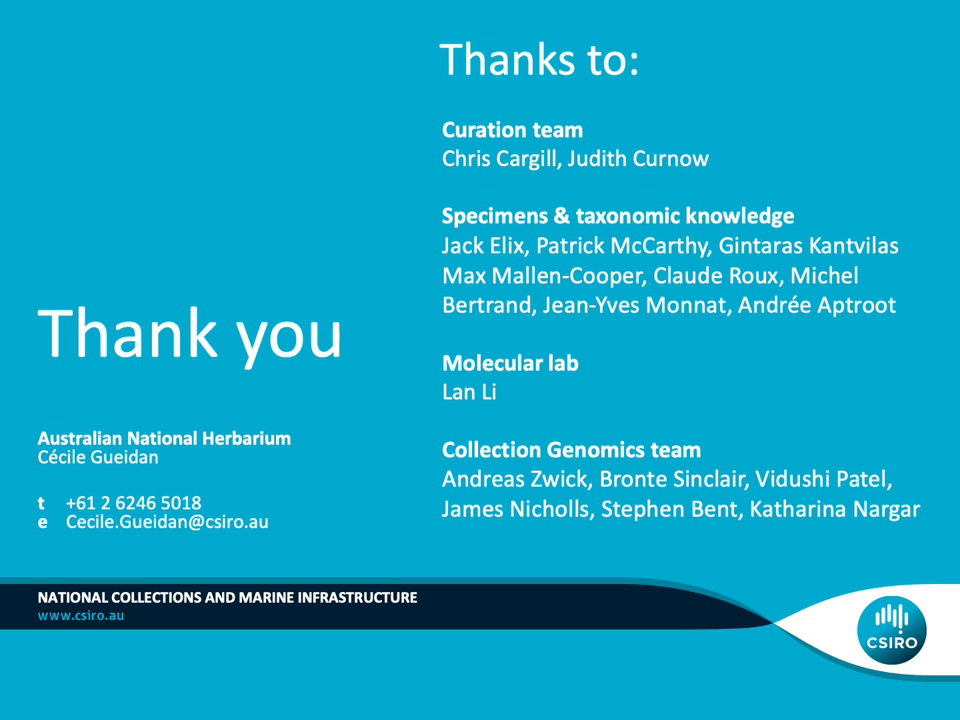 Thanks to:
Curation team
Chris Cargill, Judith Curnow
Specimens & taxonomic knowledge
Jack Elix, Patrick McCarthy, Gintaras Kantvilas
Max Mallen-Cooper, Claude Roux, Michel
Bertrand, Jean-Yves Monnat, Andrée Aptroot
Molecular lab
Lan Li
Collection Genomics team
Andreas Zwick, Bronte Sinclair, Vidushi Patel,
James Nicholls, Stephen Bent, Katharina Nargar
Thank you
Australian National Herbarium
Cécile Gueidan
t +61 2 6246 5018
e Cecile.Gueidan@csiro.au
NATIONAL COLLECTIONS AND MARINE INFRASTRUCTURE
www.csiro.au
CSIRO